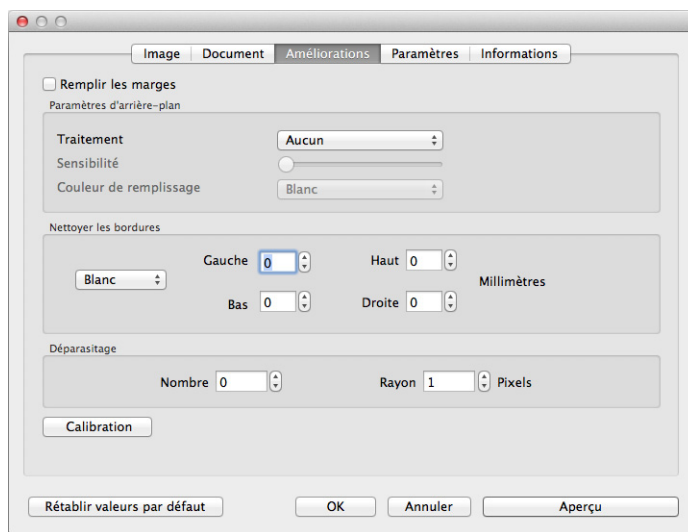 Image Document Améliorations Paramètres Informations
Remplir les marges
Paramètres d'arrière-plan
Traitement Aucun
Sensibilité
Couleur de remplissage Blanc
Nettoyer les bordures
Gauche 0 Haut 0
Blanc Millimètres
Bas 0 Droite 0
Déparasitage
Nombre 0 Rayon 1 Pixels
Calibration
Rétablir valeurs par défaut OK Annuler Aperçu